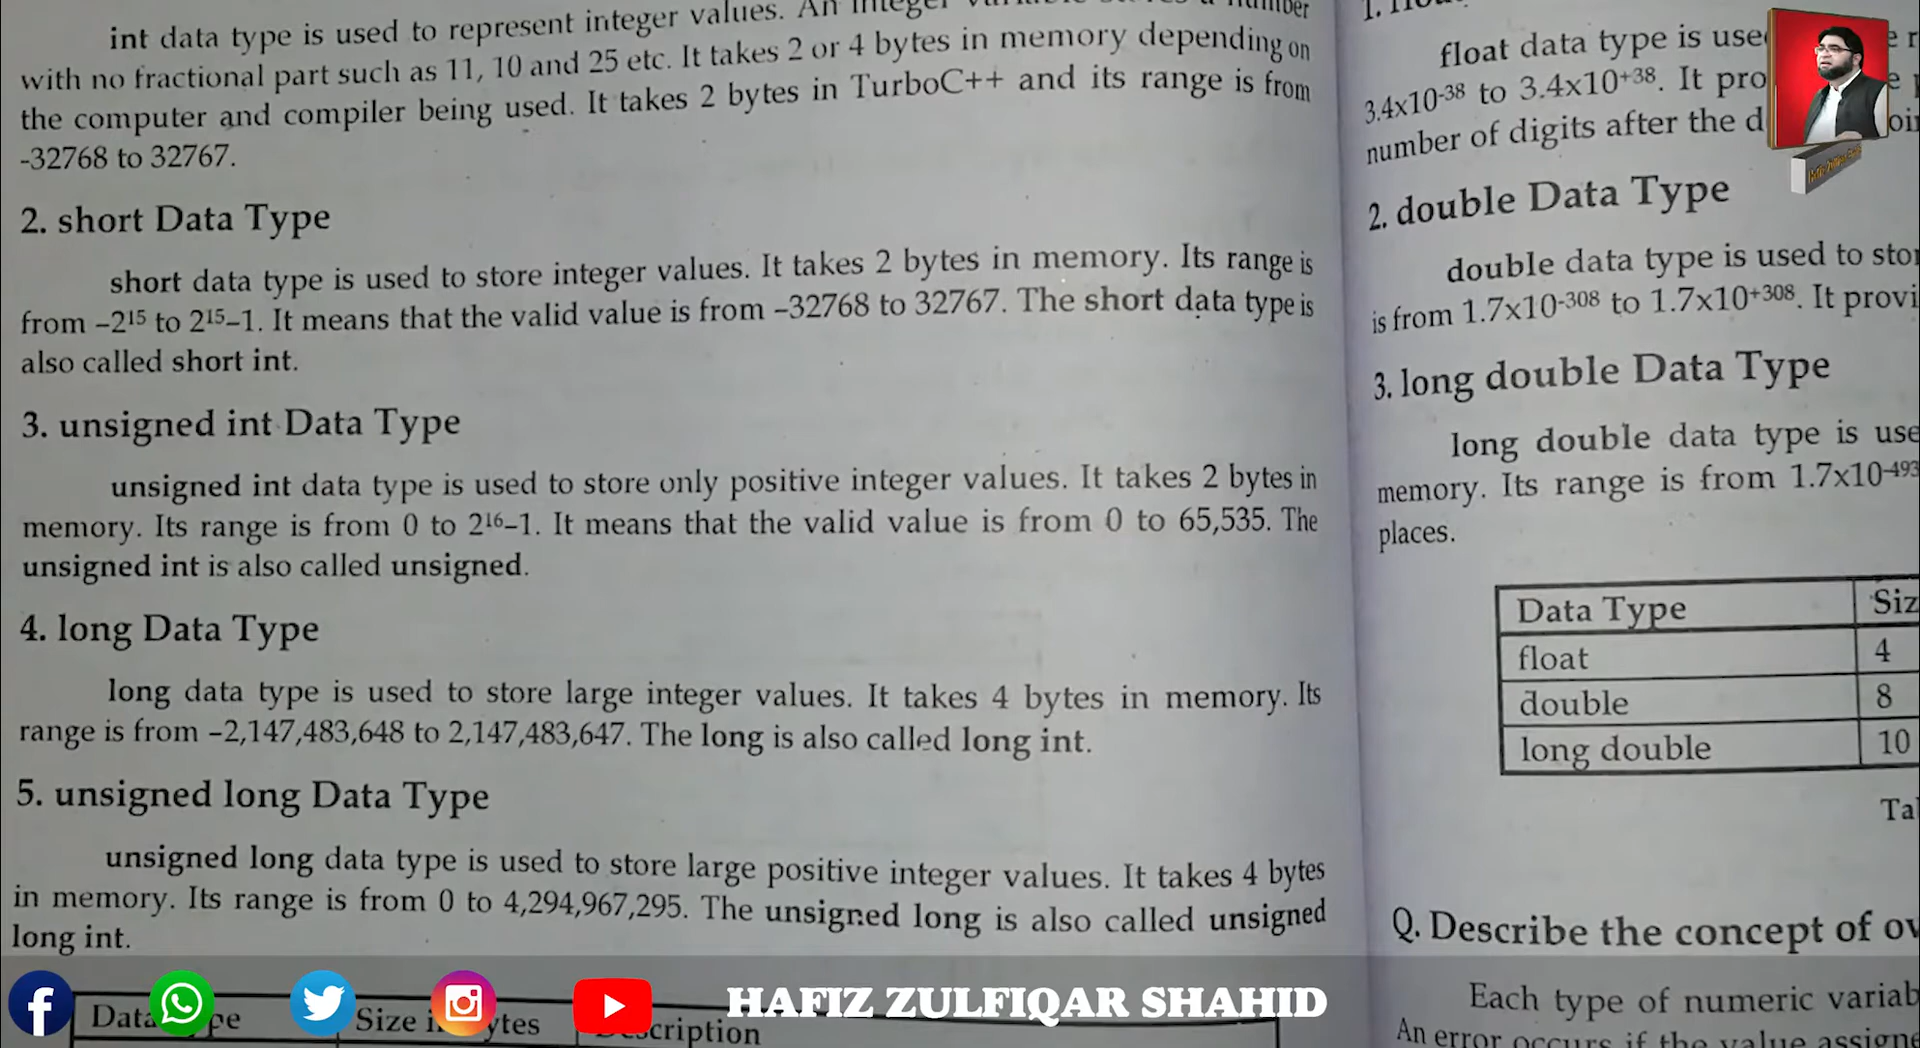 int data type is used to represent integer values. An integer
with no fractional part such as 11, 10 and 25 etc. It takes 2 or 4 bytes in memory depending on
the computer and compiler being used. It takes 2 bytes in TurboC++ and its range is from
-32768 to 32767.
2. short Data Type
short data type is used to store integer values. It takes 2 bytes in memory. Its range is
from –2¹⁵ to 2¹⁵–1. It means that the valid value is from –32768 to 32767. The short data type is
also called short int.
3. unsigned int Data Type
unsigned int data type is used to store only positive integer values. It takes 2 bytes in
memory. Its range is from 0 to 2¹⁶–1. It means that the valid value is from 0 to 65,535. The
unsigned int is also called unsigned.
4. long Data Type
long data type is used to store large integer values. It takes 4 bytes in memory. Its
range is from –2,147,483,648 to 2,147,483,647. The long is also called long int.
5. unsigned long Data Type
unsigned long data type is used to store large positive integer values. It takes 4 bytes
in memory. Its range is from 0 to 4,294,967,295. The unsigned long is also called unsigned
long int.
1.
float data type is
3.4x10⁻³⁸ to 3.4x10⁺³⁸. It
number of digits after the
2. double Data Type
double data type is used to
is from 1.7x10⁻³⁰⁸ to 1.7x10⁺³⁰⁸. It
3. long double Data Type
long double data type is
memory. Its range is from
places.
Data Type
float 4
double 8
long double 10
Q. Describe the concept of
Each type of numeric
An error occurs if the value
HAFIZ ZULFIQAR SHAHID